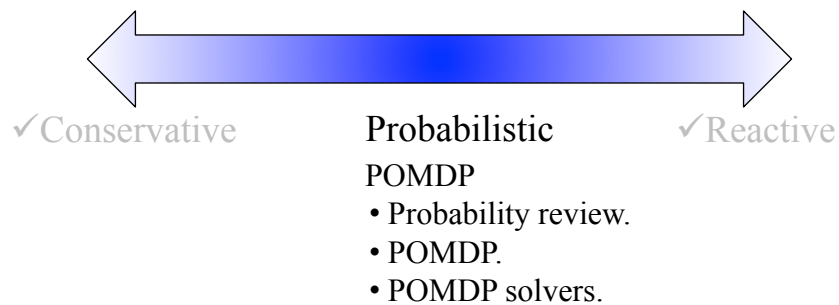 ✓Conservative Probabilistic ✓Reactive
POMDP
• Probability review.
• POMDP.
• POMDP solvers.